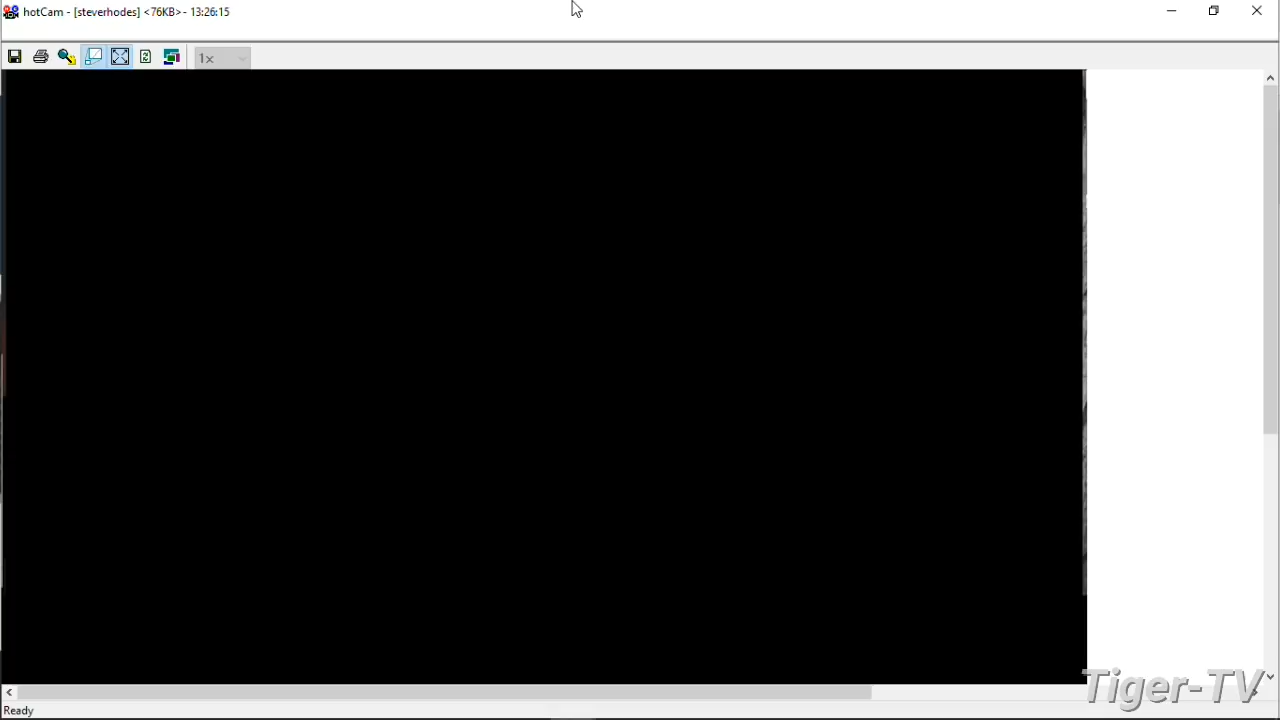 hotCam - [steverhodes] <76KB> - 13:26:15
1x
Tiger-TV
Ready